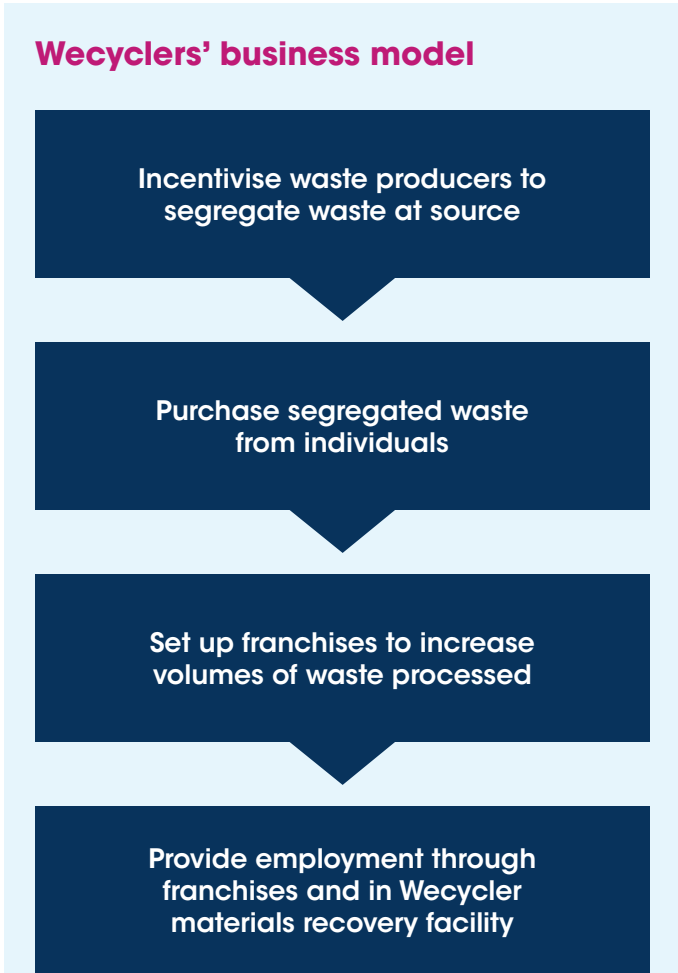 Wecyclers’ business model
Incentivise waste producers to
segregate waste at source
Purchase segregated waste
from individuals
Set up franchises to increase
volumes of waste processed
Provide employment through
franchises and in Wecycler
materials recovery facility